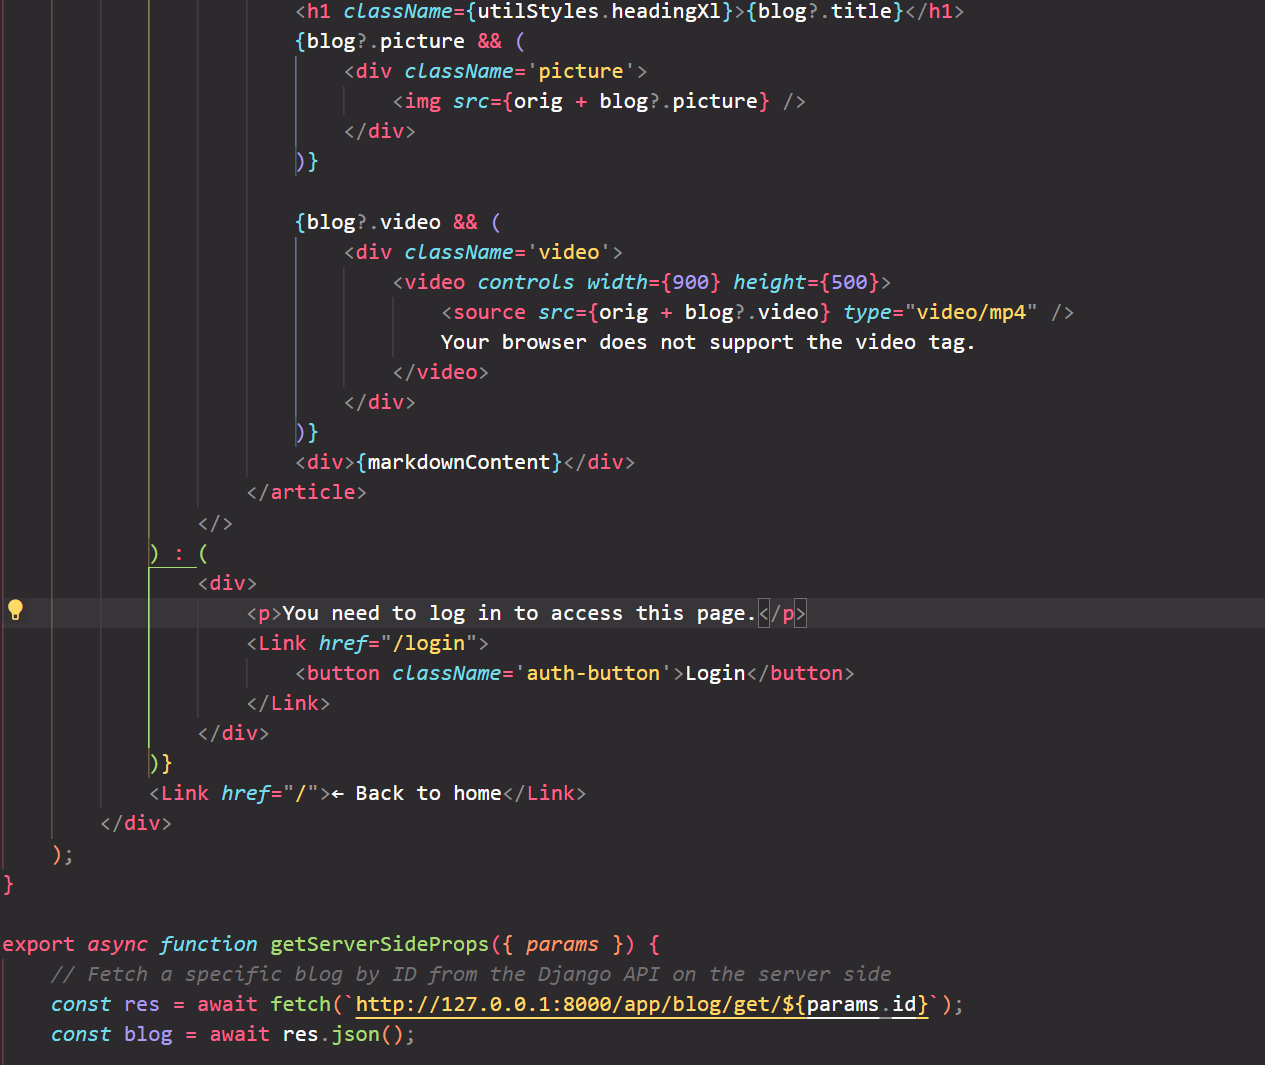 <h1 className={utilStyles.headingXl}>{blog?.title}</h1>
{blog?.picture && (
<div className='picture'>
<img src={orig + blog?.picture} />
</div>
)}
{blog?.video && (
<div className='video'>
<video controls width={900} height={500}>
<source src={orig + blog?.video} type="video/mp4" />
Your browser does not support the video tag.
</video>
</div>
)}
<div>{markdownContent}</div>
</article>
</>
) : (
<div>
<p>You need to log in to access this page.</p>
<Link href="/login">
<button className='auth-button'>Login</button>
</Link>
</div>
)}
<Link href="/">← Back to home</Link>
</div>
);
}
export async function getServerSideProps({ params }) {
// Fetch a specific blog by ID from the Django API on the server side
const res = await fetch(`http://127.0.0.1:8000/app/blog/get/${params.id}`);
const blog = await res.json();